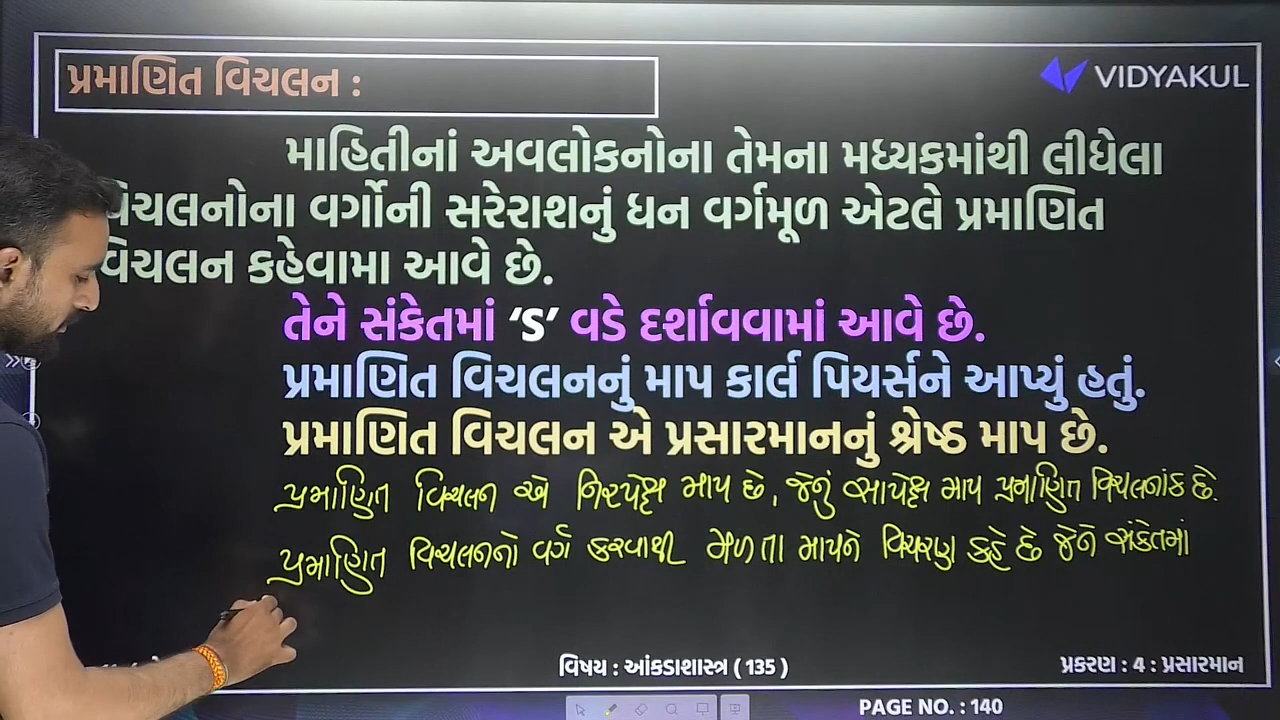 પ્રમાણિત વિચલન :
VIDYAKUL
માહિતીનાં અવલોકનોના તેમના મધ્યકમાંથી લીધેલા
વિચલનોના વર્ગોની સરેરાશનું ધન વર્ગમૂળ એટલે પ્રમાણિત
વિચલન કહેવામા આવે છે.
તેને સંકેતમાં ‘S’ વડે દર્શાવવામાં આવે છે.
પ્રમાણિત વિચલનનું માપ કાર્લ પિયર્સને આપ્યું હતું.
પ્રમાણિત વિચલન એ પ્રસારમાનનું શ્રેષ્ઠ માપ છે.
પ્રમાણિત વિચલન એ નિરપેક્ષ માપ છે, જેનું સાપેક્ષ માપ પ્રમાણિત વિચલનાંક છે.
પ્રમાણિત વિચલનનો વર્ગ કરવાથી મળતા માપને વિચરણ કહે છે જેને સંકેતમાં
વિષય : આંકડાશાસ્ત્ર ( 135 )
પ્રકરણ : 4 : પ્રસારમાન
PAGE NO. : 140